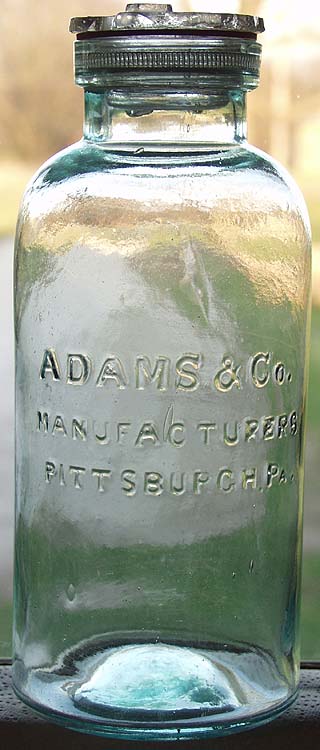 ADAMS & Co.
MANUFACTURERS
PITTSBURGH, PA.